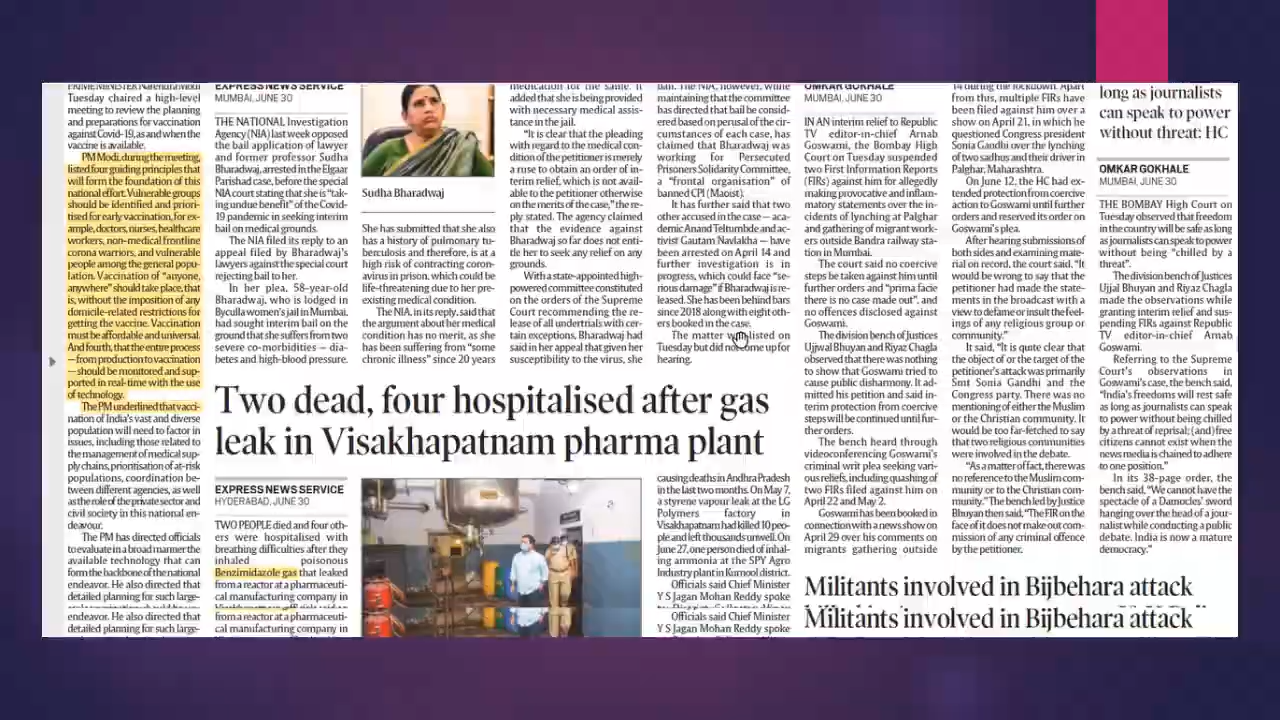 PRIME MINISTER Narendra Modi
Tuesday chaired a high-level
meeting to review the planning
and preparations for vaccination
against Covid-19, as and when the
vaccine is available.
PM Modi, during the meeting,
listed four guiding principles that
will form the foundation of this
national effort. Vulnerable groups
should be identified and priori-
tised for early vaccination, for ex-
ample, doctors, nurses, healthcare
workers, non-medical frontline
corona warriors, and vulnerable
people among the general popu-
lation. Vaccination of “anyone,
anywhere” should take place, that
is, without the imposition of any
domicile-related restrictions for
getting the vaccine. Vaccination
must be affordable and universal.
And fourth, that the entire process
— from production to vaccination
— should be monitored and sup-
ported in real-time with the use
of technology.
The PM underlined that vacci-
nation of India's vast and diverse
population will need to factor in
issues, including those related to
the management of medical sup-
ply chains, prioritisation of at-risk
populations, coordination be-
tween different agencies, as well
as the role of the private sector and
civil society in this national en-
deavour.
The PM has directed officials
to evaluate in a broad manner the
available technology that can
form the backbone of the national
endeavor. He also directed that
detailed planning for such large-
endeavor. He also directed that
detailed planning for such large-
EXPRESS NEWS SERVICE
MUMBAI, JUNE 30
THE NATIONAL Investigation
Agency (NIA) last week opposed
the bail application of lawyer
and former professor Sudha
Bharadwaj, arrested in the Elgaar
Parishad case, before the special
NIA court stating that she is “tak-
ing undue benefit” of the Covid-
19 pandemic in seeking interim
bail on medical grounds.
The NIA filed its reply to an
appeal filed by Bharadwaj's
lawyers against the special court
rejecting bail to her.
In her plea, 58-year-old
Bharadwaj, who is lodged in
Byculla women's jail in Mumbai,
had sought interim bail on the
ground that she suffers from two
severe co-morbidities — dia-
betes and high-blood pressure.
Sudha Bharadwaj
She has submitted that she also
has a history of pulmonary tu-
berculosis and therefore, is at a
high risk of contracting coron-
avirus in prison, which could be
life-threatening due to her pre-
existing medical condition.
The NIA, in its reply, said that
the argument about her medical
condition has no merit, as she
has been suffering from “some
chronic illness” since 20 years
medication for the same. It
added that she is being provided
with necessary medical assis-
tance in the jail.
“It is clear that the pleading
with regard to the medical con-
dition of the petitioner is merely
a ruse to obtain an order of in-
terim relief, which is not avail-
able to the petitioner otherwise
on the merits of the case,” the re-
ply stated. The agency claimed
that the evidence against
Bharadwaj so far does not enti-
tle her to seek any relief on any
grounds.
With a state-appointed high-
powered committee constituted
on the orders of the Supreme
Court recommending the re-
lease of all undertrials with cer-
tain exceptions, Bharadwaj had
said in her appeal that given her
susceptibility to the virus, she
bail. The NIA, however, while
maintaining that the committee
has directed that bail be consid-
ered based on perusal of the cir-
cumstances of each case, has
claimed that Bharadwaj was
working for Persecuted
Prisoners Solidarity Committee,
a “frontal organisation” of
banned CPI (Maoist).
It has further said that two
other accused in the case — aca-
demic Anand Teltumbde and ac-
tivist Gautam Navlakha — have
been arrested on April 14 and
further investigation is in
progress, which could face “se-
rious damage” if Bharadwaj is re-
leased. She has been behind bars
since 2018 along with eight oth-
ers booked in the case.
The matter was listed on
Tuesday but did not come up for
hearing.
Two dead, four hospitalised after gas
leak in Visakhapatnam pharma plant
EXPRESS NEWS SERVICE
HYDERABAD, JUNE 30
TWO PEOPLE died and four oth-
ers were hospitalised with
breathing difficulties after they
inhaled poisonous
Benzimidazole gas that leaked
from a reactor at a pharmaceuti-
cal manufacturing company in
from a reactor at a pharmaceuti-
cal manufacturing company in
causing deaths in Andhra Pradesh
in the last two months. On May 7,
a styrene vapour leak at the LG
Polymers factory in
Visakhapatnam had killed 10 peo-
ple and left thousands unwell. On
June 27, one person died of inhal-
ing ammonia at the SPY Agro
Industry plant in Kurnool district.
Officials said Chief Minister
Y S Jagan Mohan Reddy spoke
Officials said Chief Minister
Y S Jagan Mohan Reddy spoke
OMKAR GOKHALE
MUMBAI, JUNE 30
IN AN interim relief to Republic
TV editor-in-chief Arnab
Goswami, the Bombay High
Court on Tuesday suspended
two First Information Reports
(FIRs) against him for allegedly
making provocative and inflam-
matory statements over the in-
cidents of lynching at Palghar
and gathering of migrant work-
ers outside Bandra railway sta-
tion in Mumbai.
The court said no coercive
steps be taken against him until
further orders and “prima facie
there is no case made out”, and
no offences disclosed against
Goswami.
The division bench of Justices
Ujjwal Bhuyan and Riyaz Chagla
observed that there was nothing
to show that Goswami tried to
cause public disharmony. It ad-
mitted his petition and said in-
terim protection from coercive
steps will be continued until fur-
ther orders.
The bench heard through
videoconferencing Goswami's
criminal writ plea seeking vari-
ous reliefs, including quashing of
two FIRs filed against him on
April 22 and May 2.
Goswami has been booked in
connection with a news show on
April 29 over his comments on
migrants gathering outside
14 during the lockdown. Apart
from this, multiple FIRs have
been filed against him over a
show on April 21, in which he
questioned Congress president
Sonia Gandhi over the lynching
of two sadhus and their driver in
Palghar, Maharashtra.
On June 12, the HC had ex-
tended protection from coercive
action to Goswami until further
orders and reserved its order on
Goswami's plea.
After hearing submissions of
both sides and examining mate-
rial on record, the court said, “It
would be wrong to say that the
petitioner had made the state-
ments in the broadcast with a
view to defame or insult the feel-
ings of any religious group or
community.”
It said, “It is quite clear that
the object of or the target of the
petitioner's attack was primarily
Smt Sonia Gandhi and the
Congress party. There was no
mentioning of either the Muslim
or the Christian community. It
would be too far-fetched to say
that two religious communities
were involved in the debate.
“As a matter of fact, there was
no reference to the Muslim com-
munity or to the Christian com-
munity.” The bench led by Justice
Bhuyan then said, “The FIR on the
face of it does not make out com-
mission of any criminal offence
by the petitioner.
long as journalists
can speak to power
without threat: HC
OMKAR GOKHALE
MUMBAI, JUNE 30
THE BOMBAY High Court on
Tuesday observed that freedom
in the country will be safe as long
as journalists can speak to power
without being “chilled by a
threat”.
The division bench of Justices
Ujjal Bhuyan and Riyaz Chagla
made the observations while
granting interim relief and sus-
pending FIRs against Republic
TV editor-in-chief Arnab
Goswami.
Referring to the Supreme
Court's observations in
Goswami's case, the bench said,
“India's freedoms will rest safe
as long as journalists can speak
to power without being chilled
by a threat of reprisal; (and) free
citizens cannot exist when the
news media is chained to adhere
to one position.”
In its 38-page order, the
bench said, “We cannot have the
spectacle of a Damocles' sword
hanging over the head of a jour-
nalist while conducting a public
debate. India is now a mature
democracy.”
Militants involved in Bijbehara attack
Militants involved in Bijbehara attack